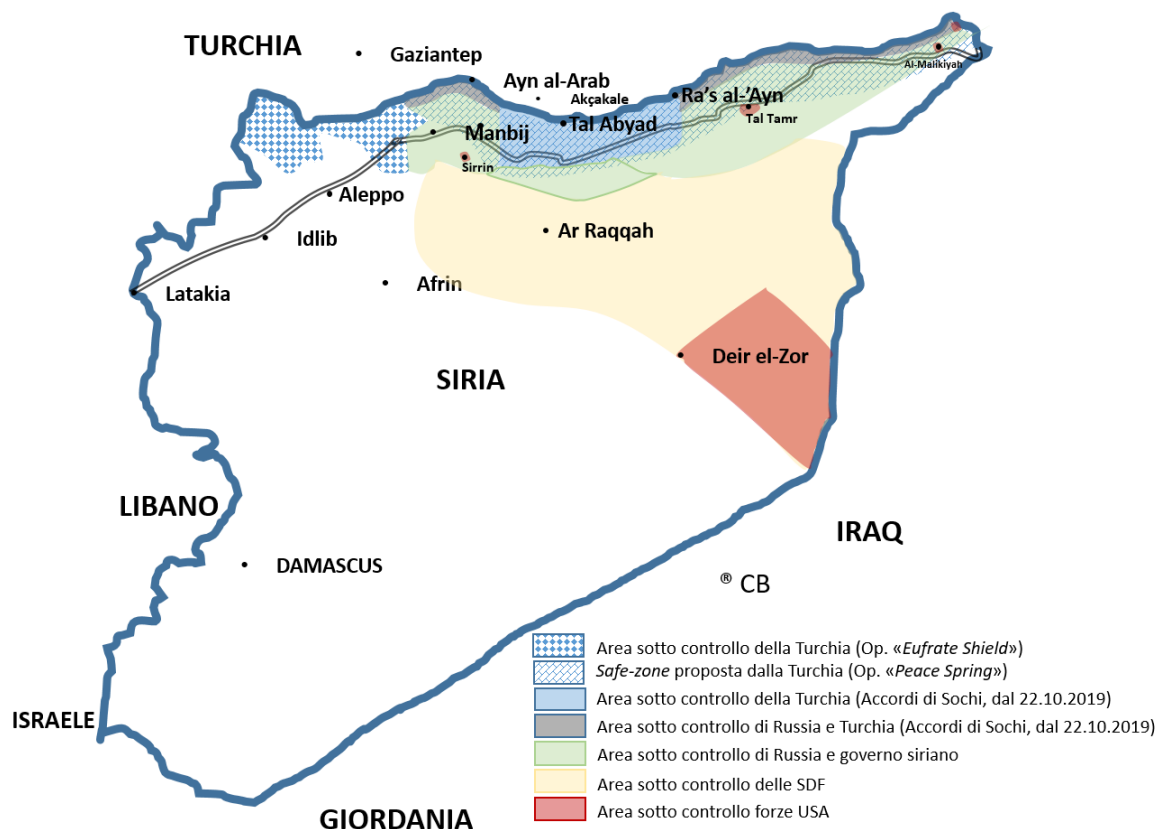 TURCHIA
Gaziantep
Al-Malikiyah
Ayn al-Arab
Akçakale
Ra’s al-’Ayn
Tal Tamr
Manbij
Tal Abyad
Sirrin
Aleppo
Idlib
Ar Raqqah
Latakia
Afrin
Deir el-Zor
SIRIA
LIBANO
IRAQ
DAMASCUS
® CB
ISRAELE
GIORDANIA
Area sotto controllo della Turchia (Op. «Eufrate Shield»)
Safe-zone proposta dalla Turchia (Op. «Peace Spring»)
Area sotto controllo della Turchia (Accordi di Sochi, dal 22.10.2019)
Area sotto controllo di Russia e Turchia (Accordi di Sochi, dal 22.10.2019)
Area sotto controllo di Russia e governo siriano
Area sotto controllo delle SDF
Area sotto controllo forze USA